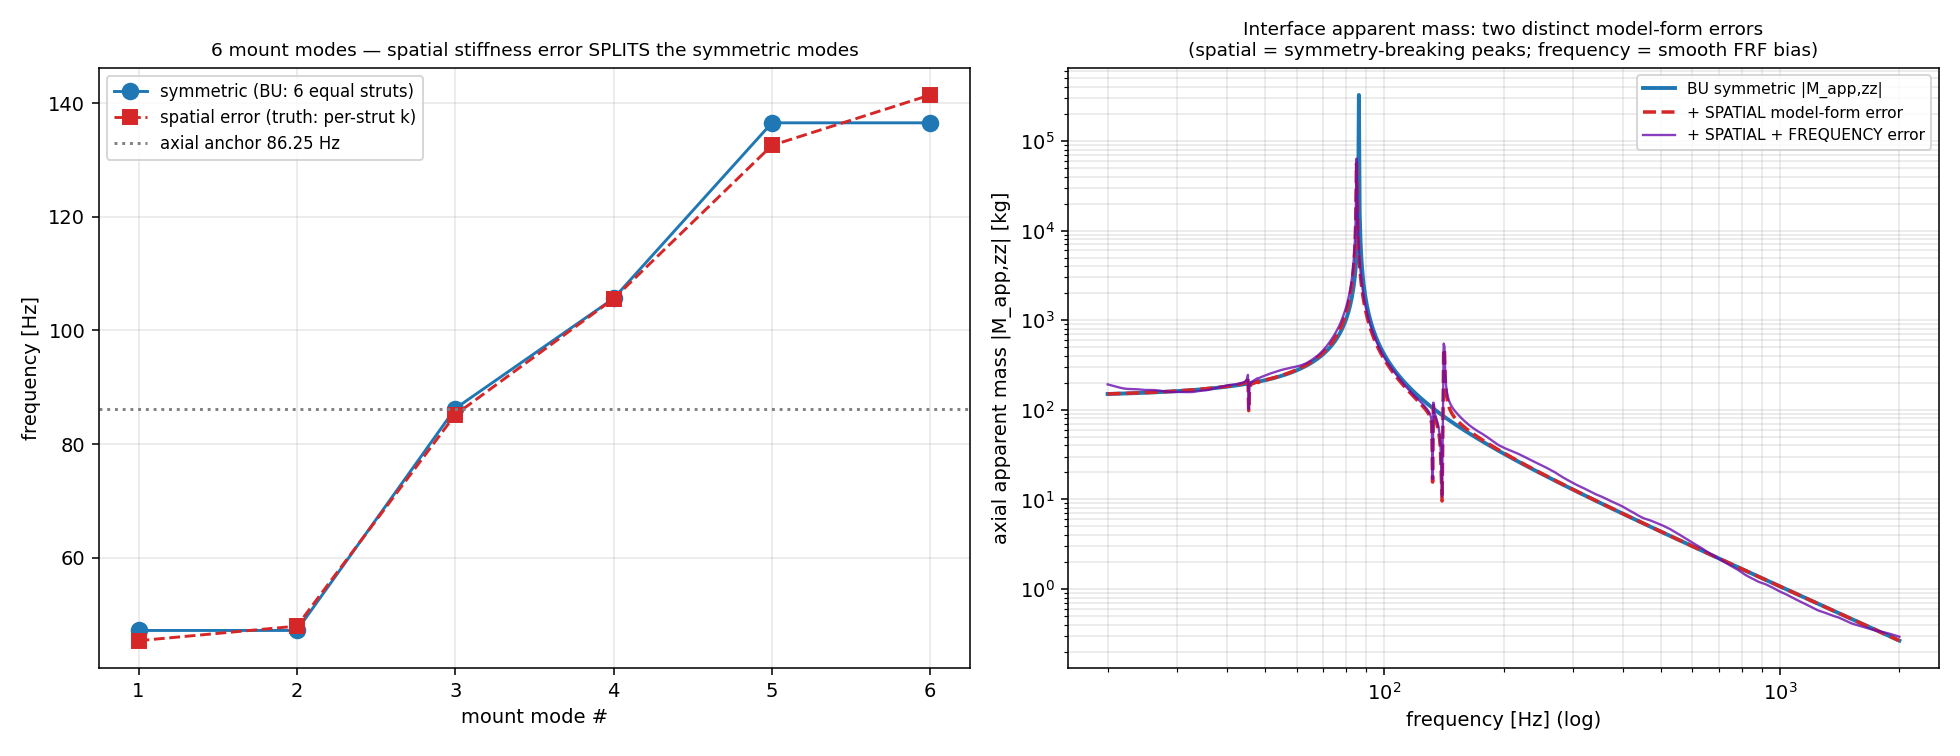 6 mount modes — spatial stiffness error SPLITS the symmetric modes
symmetric (BU: 6 equal struts)
spatial error (truth: per-strut k)
axial anchor 86.25 Hz
frequency [Hz]
140
120
100
80
60
1 2 3 4 5 6
mount mode #
Interface apparent mass: two distinct model-form errors
(spatial = symmetry-breaking peaks; frequency = smooth FRF bias)
BU symmetric |M_app,zz|
+ SPATIAL model-form error
+ SPATIAL + FREQUENCY error
axial apparent mass |M_app,zz| [kg]
10⁵
10⁴
10³
10²
10¹
10⁰
10² 10³
frequency [Hz] (log)